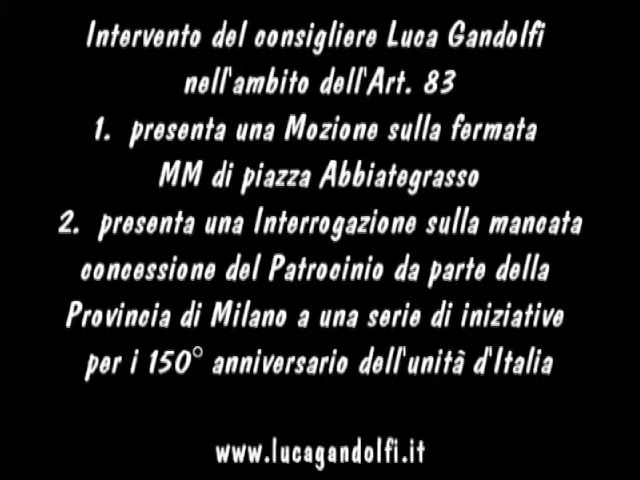 Intervento del consigliere Luca Gandolfi
nell'ambito dell'Art. 83
1. presenta una Mozione sulla fermata
MM di piazza Abbiategrasso
2. presenta una Interrogazione sulla mancata
concessione del Patrocinio da parte della
Provincia di Milano a una serie di iniziative
per i 150° anniversario dell'unità d'Italia
www.lucagandolfi.it